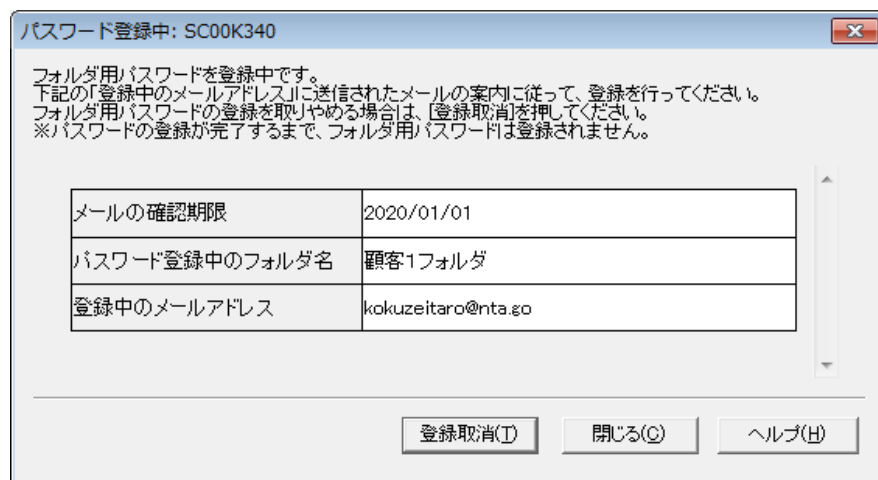 パスワード登録中: SC00K340
フォルダ用パスワードを登録中です。
下記の「登録中のメールアドレス」に送信されたメールの案内に従って、登録を行ってください。
フォルダ用パスワードの登録を取りやめる場合は、[登録取消]を押してください。
※パスワードの登録が完了するまで、フォルダ用パスワードは登録されません。
メールの確認期限 2020/01/01
パスワード登録中のフォルダ名 顧客1フォルダ
登録中のメールアドレス kokuzeitaro@nta.go
登録取消(T) 閉じる(C) ヘルプ(H)